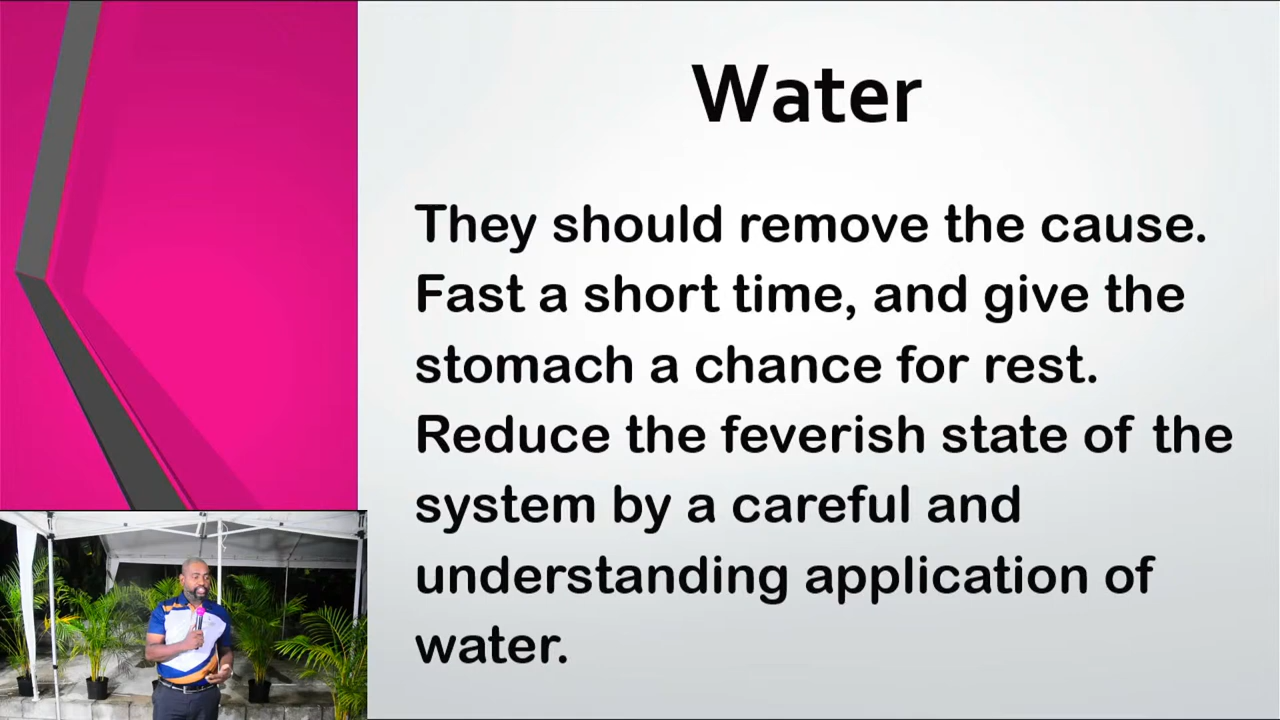 Water
They should remove the cause.
Fast a short time, and give the
stomach a chance for rest.
Reduce the feverish state of the
system by a careful and
understanding application of
water.